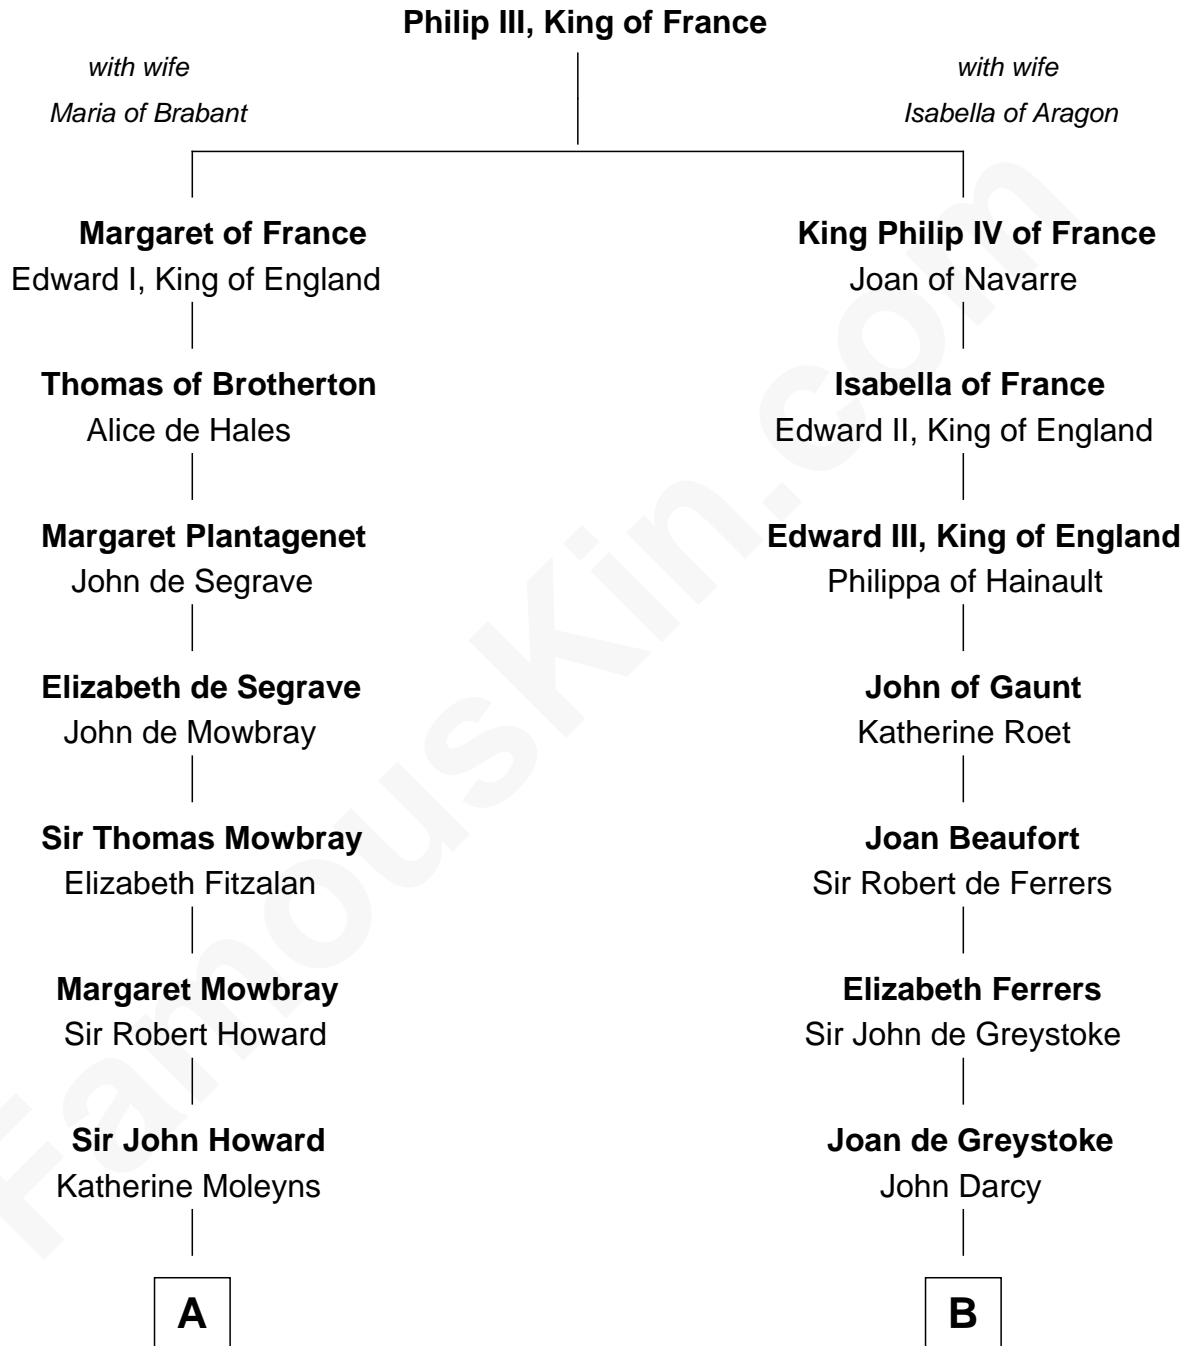 Philip III, King of France
with wife
Maria of Brabant
with wife
Isabella of Aragon
Margaret of France
Edward I, King of England
King Philip IV of France
Joan of Navarre
Thomas of Brotherton
Alice de Hales
Isabella of France
Edward II, King of England
Margaret Plantagenet
John de Segrave
Edward III, King of England
Philippa of Hainault
Elizabeth de Segrave
John de Mowbray
John of Gaunt
Katherine Roet
Sir Thomas Mowbray
Elizabeth Fitzalan
Joan Beaufort
Sir Robert de Ferrers
Margaret Mowbray
Sir Robert Howard
Elizabeth Ferrers
Sir John de Greystoke
Sir John Howard
Katherine Moleyns
Joan de Greystoke
John Darcy
A
B
FamousKin.com